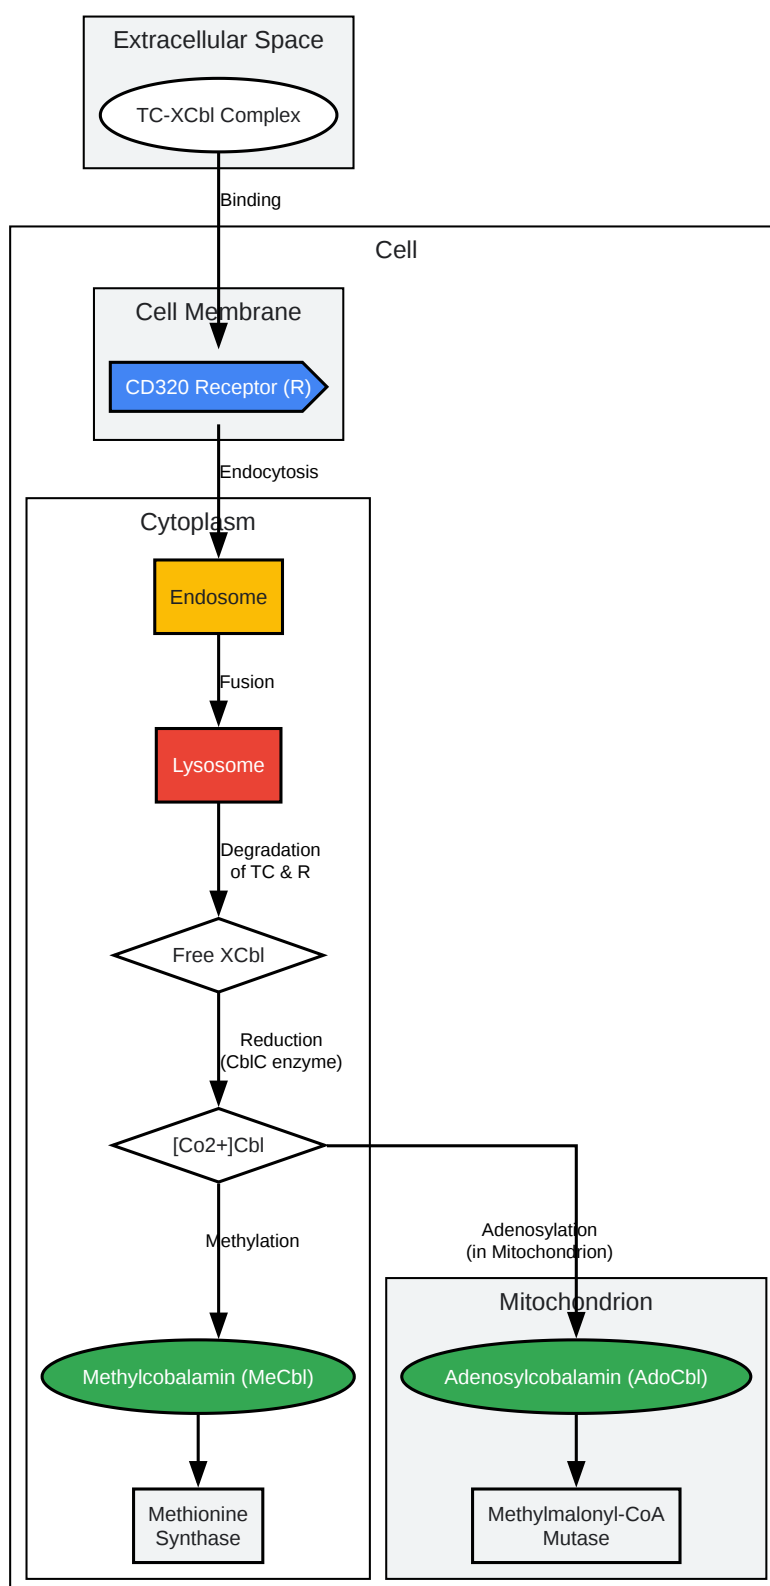 Extracellular Space
TC-XCbl Complex
Binding
Cell
Cell Membrane
CD320 Receptor (R)
Endocytosis
Cytoplasm
Endosome
Fusion
Lysosome
Degradation
of TC & R
Free XCbl
Reduction
(CblC enzyme)
[Co2+]Cbl
Methylation
Adenosylation
(in Mitochondrion)
Mitochondrion
Methylcobalamin (MeCbl)
Adenosylcobalamin (AdoCbl)
Methionine
Synthase
Methylmalonyl-CoA
Mutase